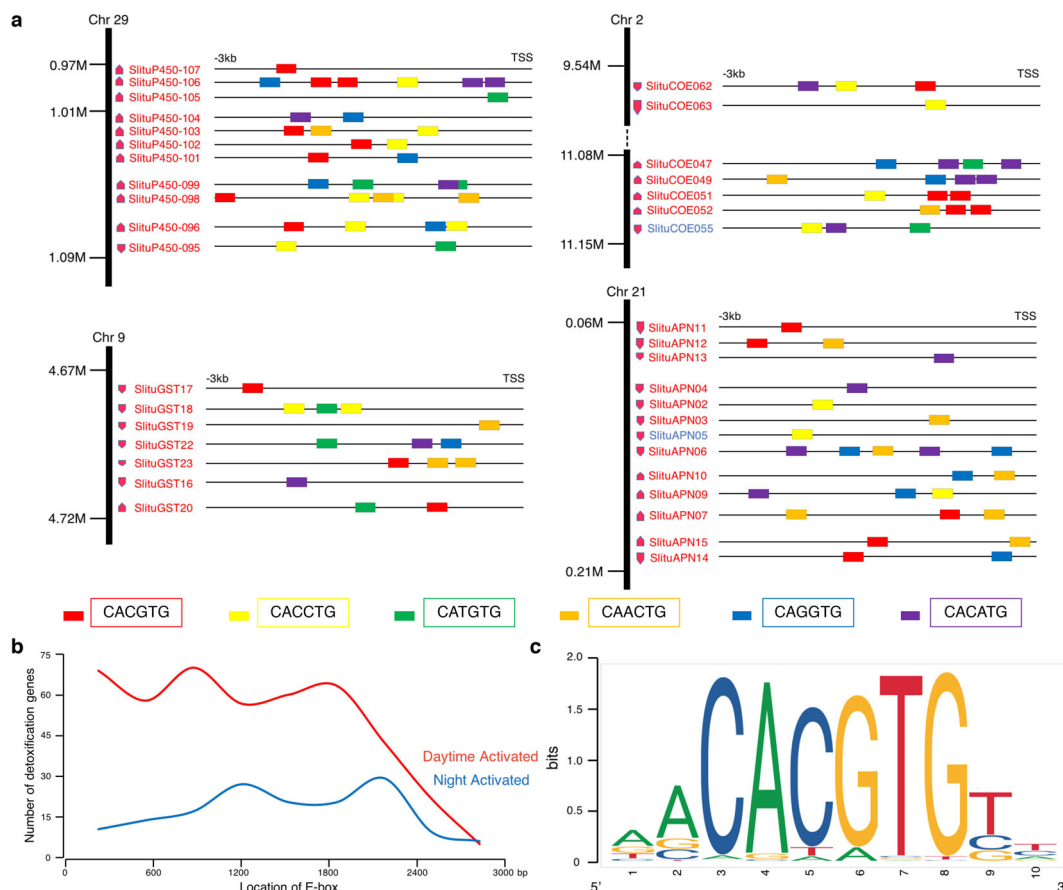 a
Chr 29
0.97M
1.01M
1.09M
-3kb
TSS
SlituP450-107
SlituP450-106
SlituP450-105
SlituP450-104
SlituP450-103
SlituP450-102
SlituP450-101
SlituP450-099
SlituP450-098
SlituP450-096
SlituP450-095
Chr 2
9.54M
11.08M
11.15M
-3kb
TSS
SlituCOE062
SlituCOE063
SlituCOE047
SlituCOE049
SlituCOE051
SlituCOE052
SlituCOE055
Chr 9
4.67M
4.72M
-3kb
TSS
SlituGST17
SlituGST18
SlituGST19
SlituGST22
SlituGST23
SlituGST16
SlituGST20
Chr 21
0.06M
0.21M
-3kb
TSS
SlituAPN11
SlituAPN12
SlituAPN13
SlituAPN04
SlituAPN02
SlituAPN03
SlituAPN05
SlituAPN06
SlituAPN10
SlituAPN09
SlituAPN07
SlituAPN15
SlituAPN14
CACGTG
CACCTG
CATGTG
CAACTG
CAGGTG
CACATG
b
Number of detoxification genes
75
60
45
30
15
0
Daytime Activated
Night Activated
0 600 1200 1800 2400 3000 bp
Location of E-box
c
bits
2.0
1.5
1.0
0.5
0
1 2 3 4 5 6 7 8 9 10
5'